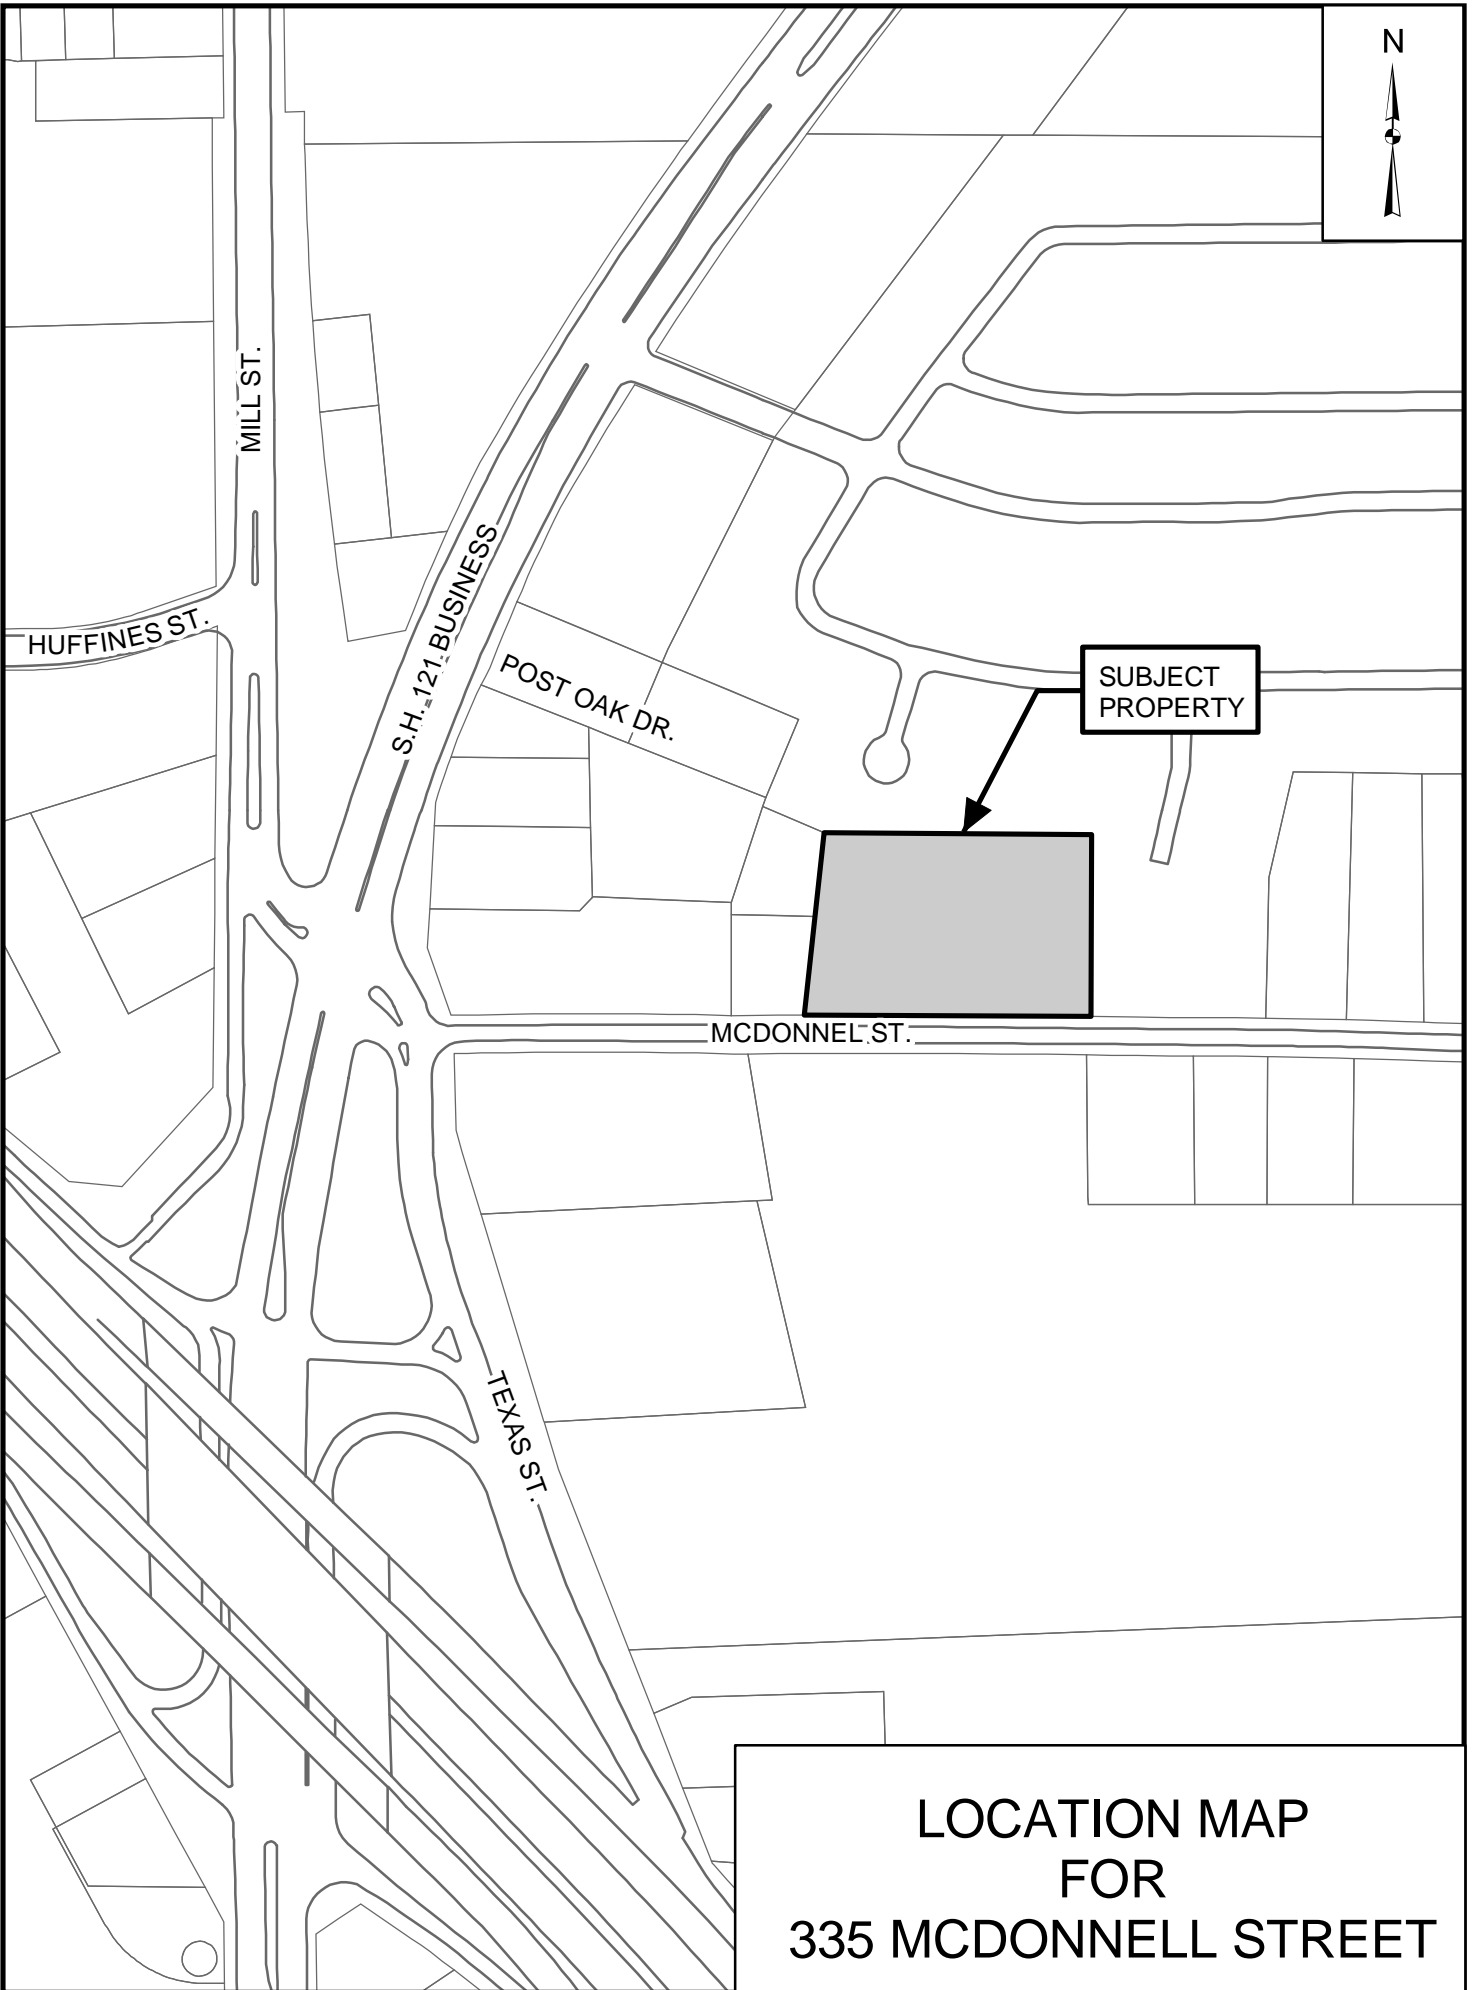 N
MILL ST.
HUFFINES ST.
S.H. 121 BUSINESS
POST OAK DR.
SUBJECT
PROPERTY
MCDONNEL ST.
TEXAS ST.
LOCATION MAP
FOR
335 MCDONNELL STREET